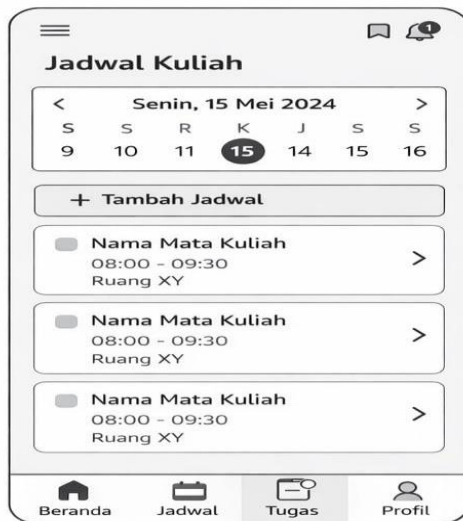 1
Jadwal Kuliah
< Senin, 15 Mei 2024 >
S S R K J S S
9 10 11 15 14 15 16
+ Tambah Jadwal
Nama Mata Kuliah
08:00 - 09:30
Ruang XY
Nama Mata Kuliah
08:00 - 09:30
Ruang XY
Nama Mata Kuliah
08:00 - 09:30
Ruang XY
Beranda Jadwal Tugas Profil